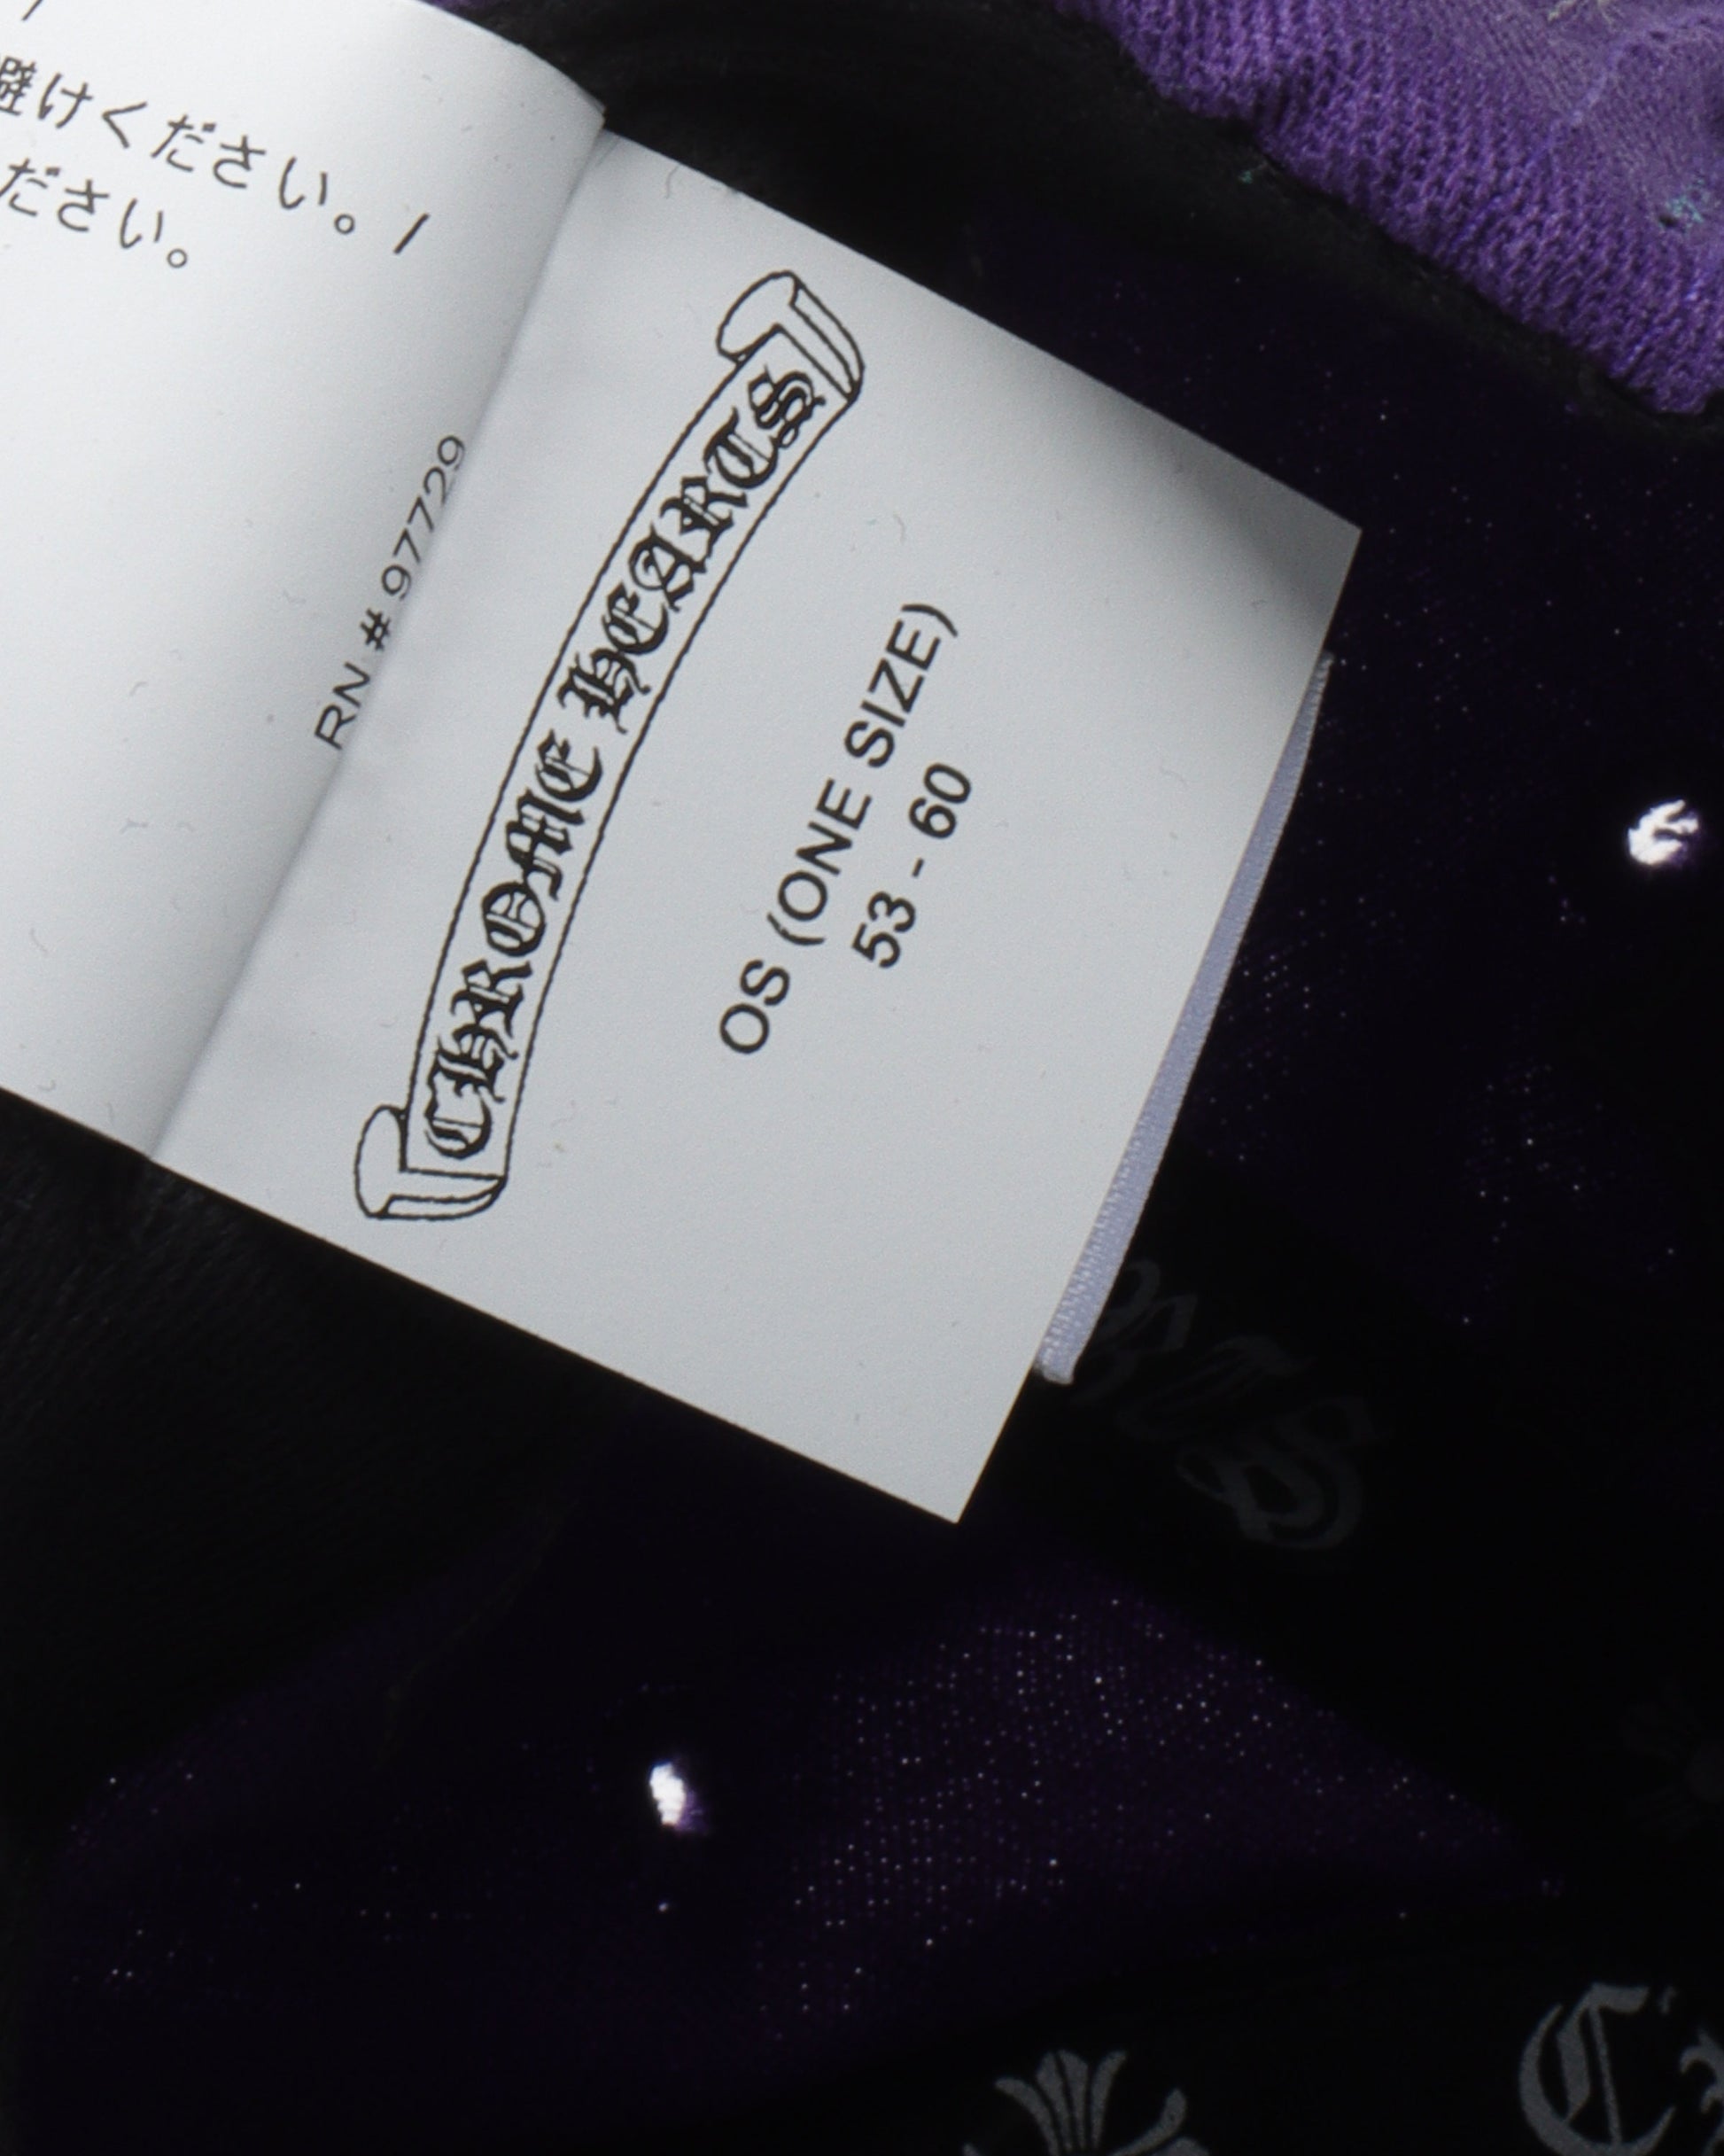 避けください。/
ださい。
RN # 97729
CHROME HEARTS
OS (ONE SIZE)
53 - 60